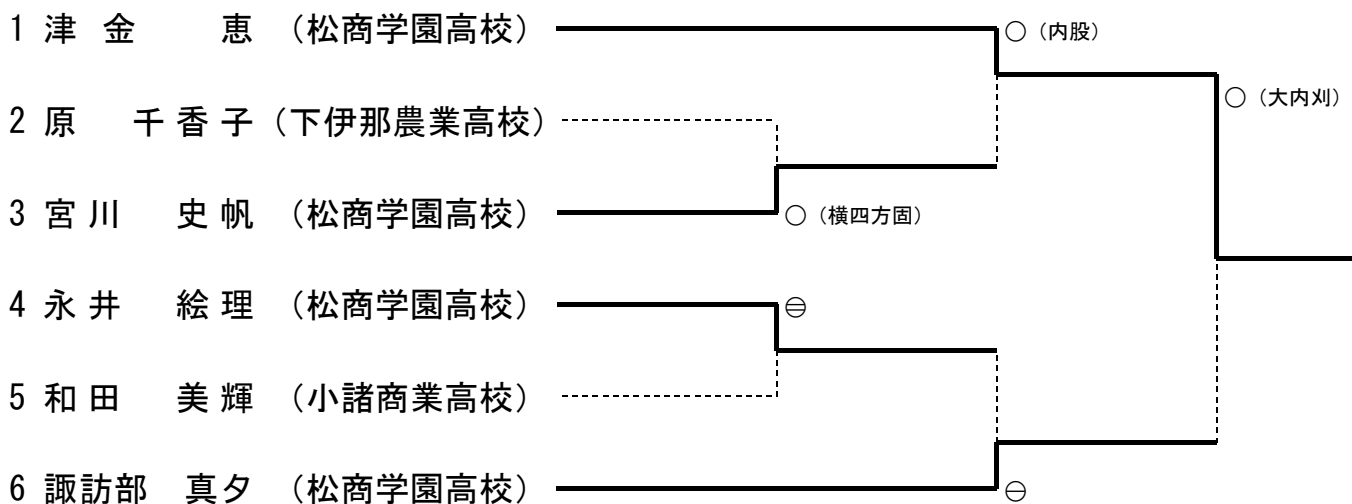 1 津 金 恵 （松商学園高校）
○（内股）
2 原 千 香 子（下伊那農業高校）
○（大内刈）
3 宮 川 史 帆 （松商学園高校）
○（横四方固）
4 永 井 絵 理 （松商学園高校）
⊖
5 和 田 美 輝 （小諸商業高校）
6 諏訪部 真夕 （松商学園高校）
⊖